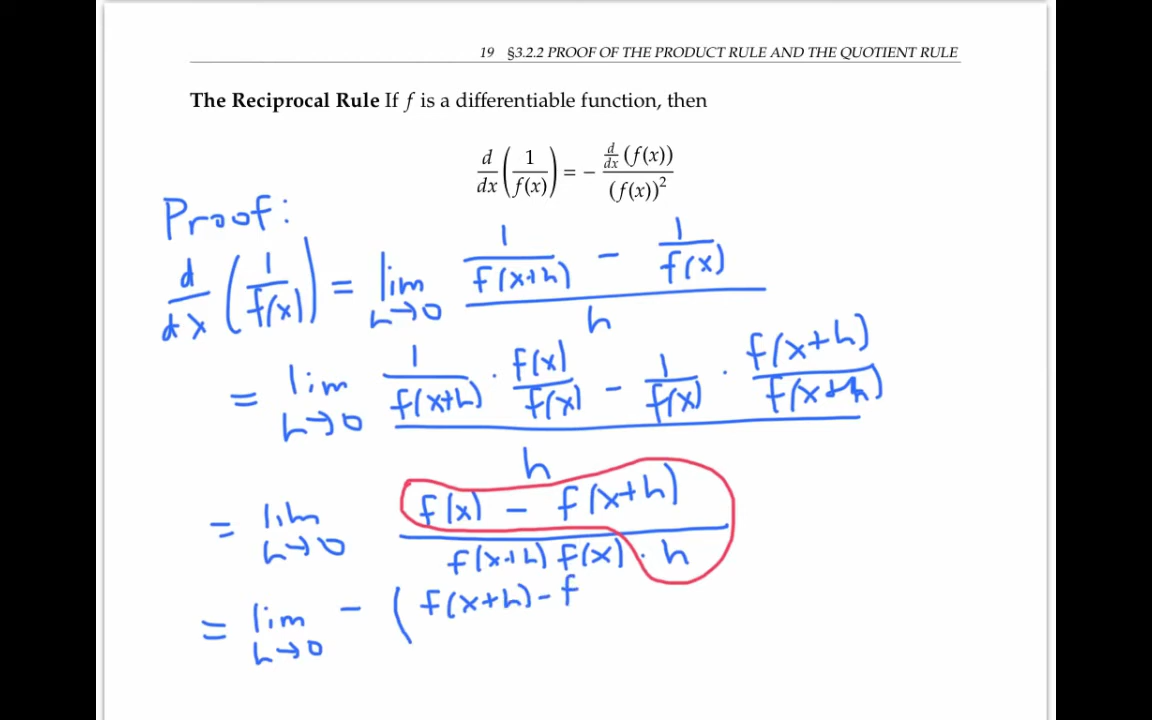 19 §3.2.2 PROOF OF THE PRODUCT RULE AND THE QUOTIENT RULE
The Reciprocal Rule If f is a differentiable function, then
d/dx (1/f(x)) = − d/dx (f(x)) / (f(x))²
Proof:
d/dx (1/f(x)) = lim h→0 (1/f(x+h) − 1/f(x)) / h
= lim h→0 (1/f(x+h) · f(x)/f(x) − 1/f(x) · f(x+h)/f(x+h)) / h
= lim h→0 (f(x) − f(x+h)) / (f(x+h) f(x) · h)
= lim h→0 − (f(x+h) − f